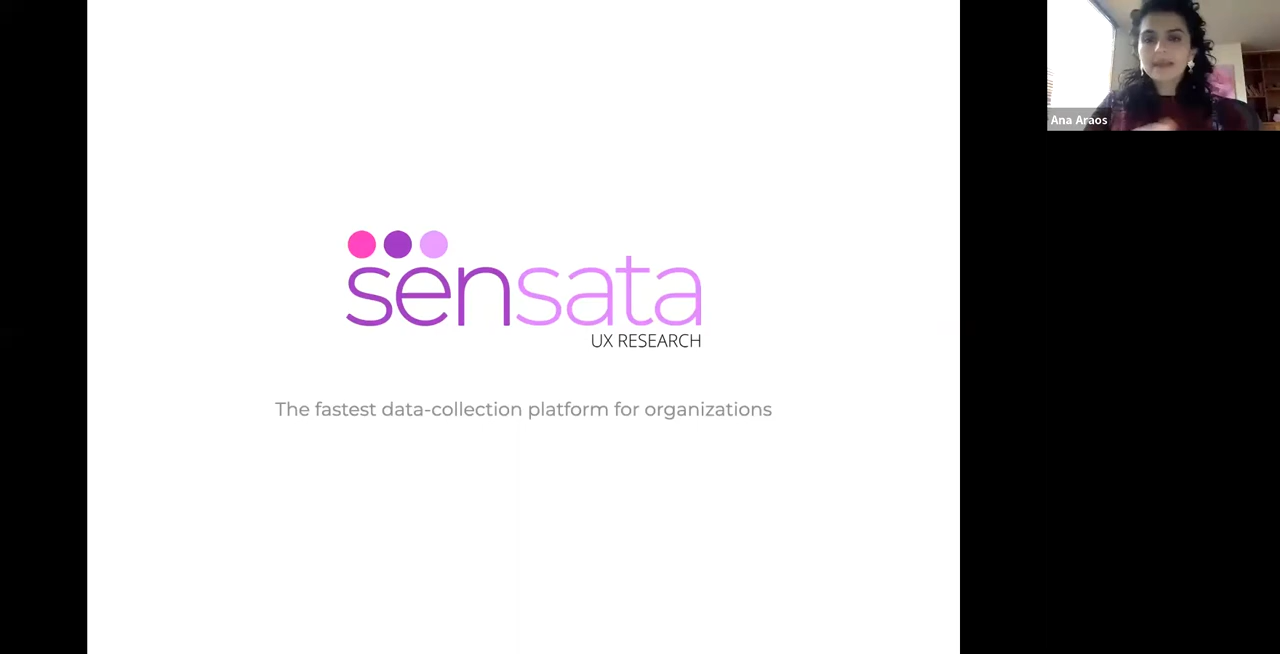 sensata
UX RESEARCH
The fastest data-collection platform for organizations
Ana Araos